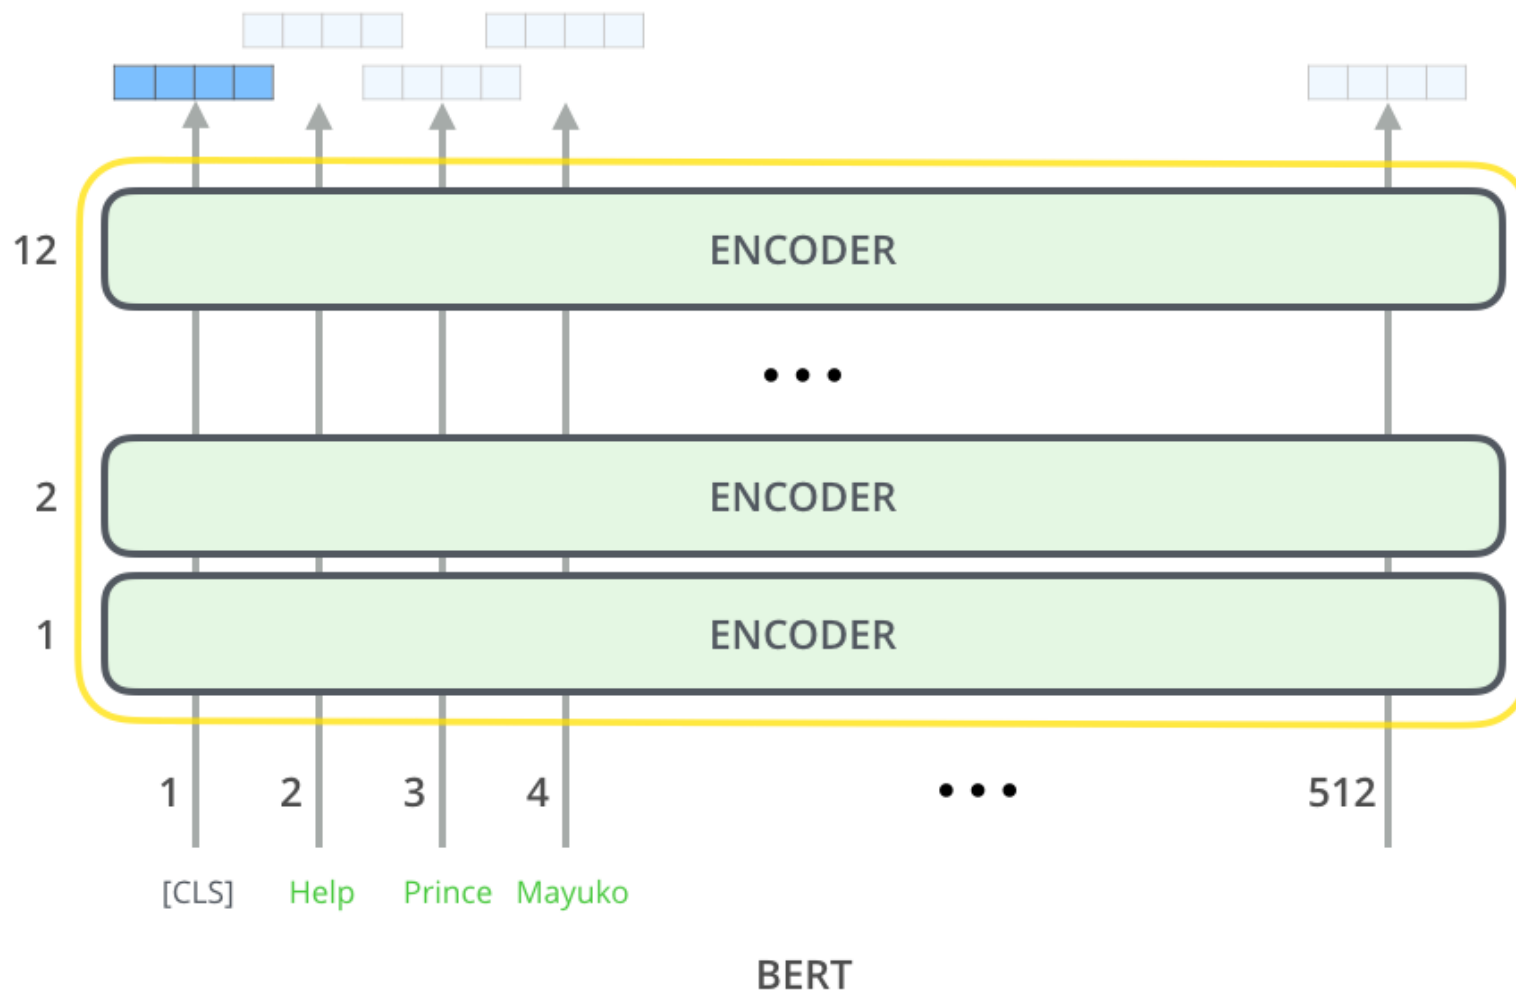 12 ENCODER
...
2 ENCODER
1 ENCODER
1 2 3 4 ... 512
[CLS] Help Prince Mayuko
BERT